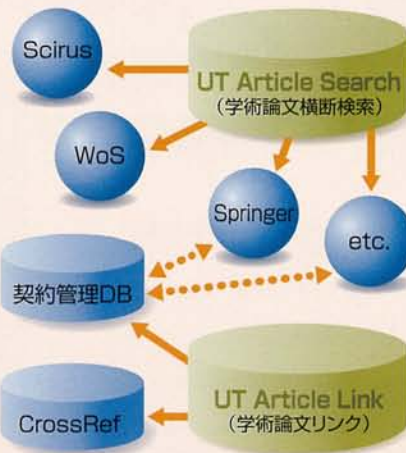 Scirus
UT Article Search
(学術論文横断検索)
WoS
Springer
etc.
契約管理DB
UT Article Link
(学術論文リンク)
CrossRef